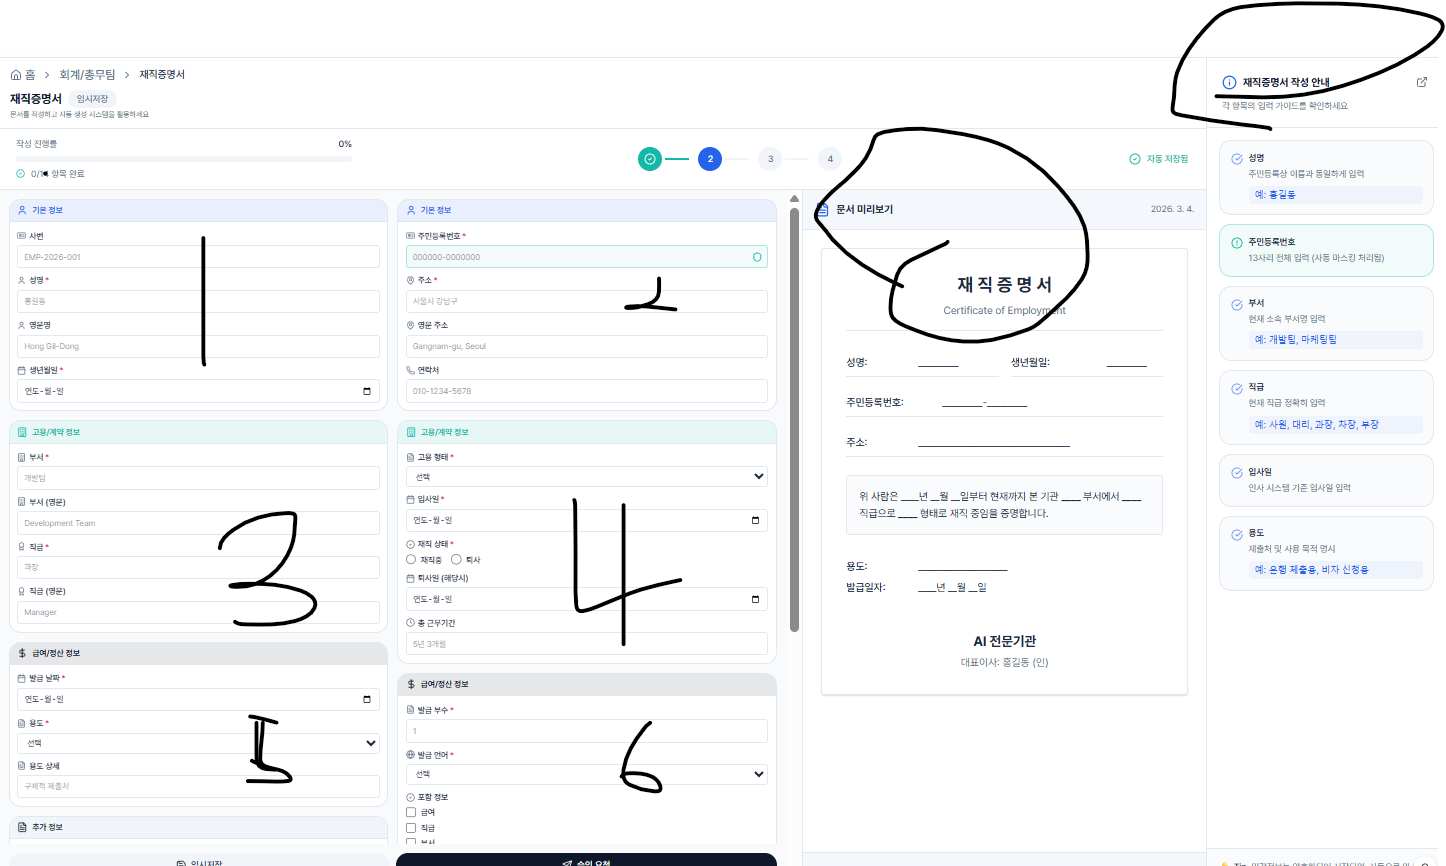 홈 > 회계/총무팀 > 재직증명서
재직증명서 임시저장
문서를 작성하고 자동 생성 시스템을 활용하세요
작성 진행률 0%
항목 완료
2 3 4
자동 저장됨
기본 정보
사번
EMP-2026-001
성명 *
홍길동
영문명
Hong Gil-Dong
생년월일 *
연도-월-일
1
기본 정보
주민등록번호 *
000000-0000000
주소 *
서울시 강남구
영문 주소
Gangnam-gu, Seoul
연락처
010-1234-5678
2
고용/계약 정보
부서 *
개발팀
부서 (영문)
Development Team
직급 *
과장
직급 (영문)
Manager
3
고용/계약 정보
고용 형태 *
선택
입사일 *
연도-월-일
재직 상태 *
재직중 퇴사
퇴사일 (해당시)
연도-월-일
총 근무기간
5년 3개월
4
급여/정산 정보
발급 날짜 *
연도-월-일
용도 *
선택
용도 상세
구체적 제출처
급여/정산 정보
발급 부수 *
1
발급 언어 *
선택
포함 정보
급여
직급
부서
6
추가 정보
임시저장
승인 요청
문서 미리보기 2026. 3. 4.
재 직 증 명 서
Certificate of Employment
성명: ________ 생년월일: ________
주민등록번호: ________-________
주소: ______________________________
위 사람은 ____년 __월 __일부터 현재까지 본 기관 ____ 부서에서 ____
직급으로 ____ 형태로 재직 중임을 증명합니다.
용도: __________________
발급일자: ____년 __월 __일
AI 전문기관
대표이사: 홍길동 (인)
재직증명서 작성 안내
각 항목의 입력 가이드를 확인하세요
성명
주민등록상 이름과 동일하게 입력
예: 홍길동
주민등록번호
13자리 전체 입력 (자동 마스킹 처리됨)
부서
현재 소속 부서명 입력
예: 개발팀, 마케팅팀
직급
현재 직급 정확히 입력
예: 사원, 대리, 과장, 차장, 부장
입사일
인사 시스템 기준 입사일 입력
용도
제출처 및 사용 목적 명시
예: 은행 제출용, 비자 신청용